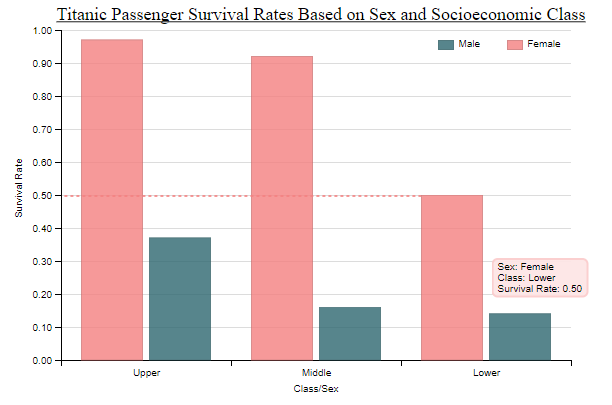 Titanic Passenger Survival Rates Based on Sex and Socioeconomic Class
Male
Female
1.00
0.90
0.80
0.70
0.60
0.50
0.40
0.30
0.20
0.10
0.00
Survival Rate
Sex: Female
Class: Lower
Survival Rate: 0.50
Upper
Middle
Lower
Class/Sex